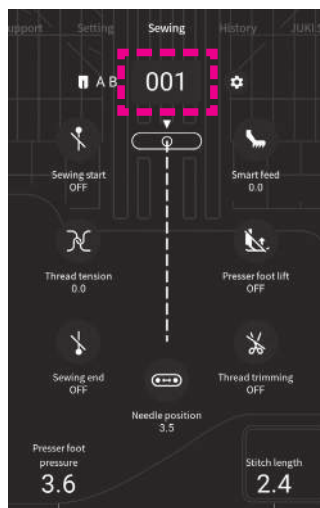 upport Setting Sewing History JUKI.S
A B 001
Sewing start
OFF
Smart feed
0.0
Thread tension
0.0
Presser foot lift
OFF
Sewing end
OFF
Thread trimming
OFF
Needle position
3.5
Presser foot
pressure
3.6
Stitch length
2.4